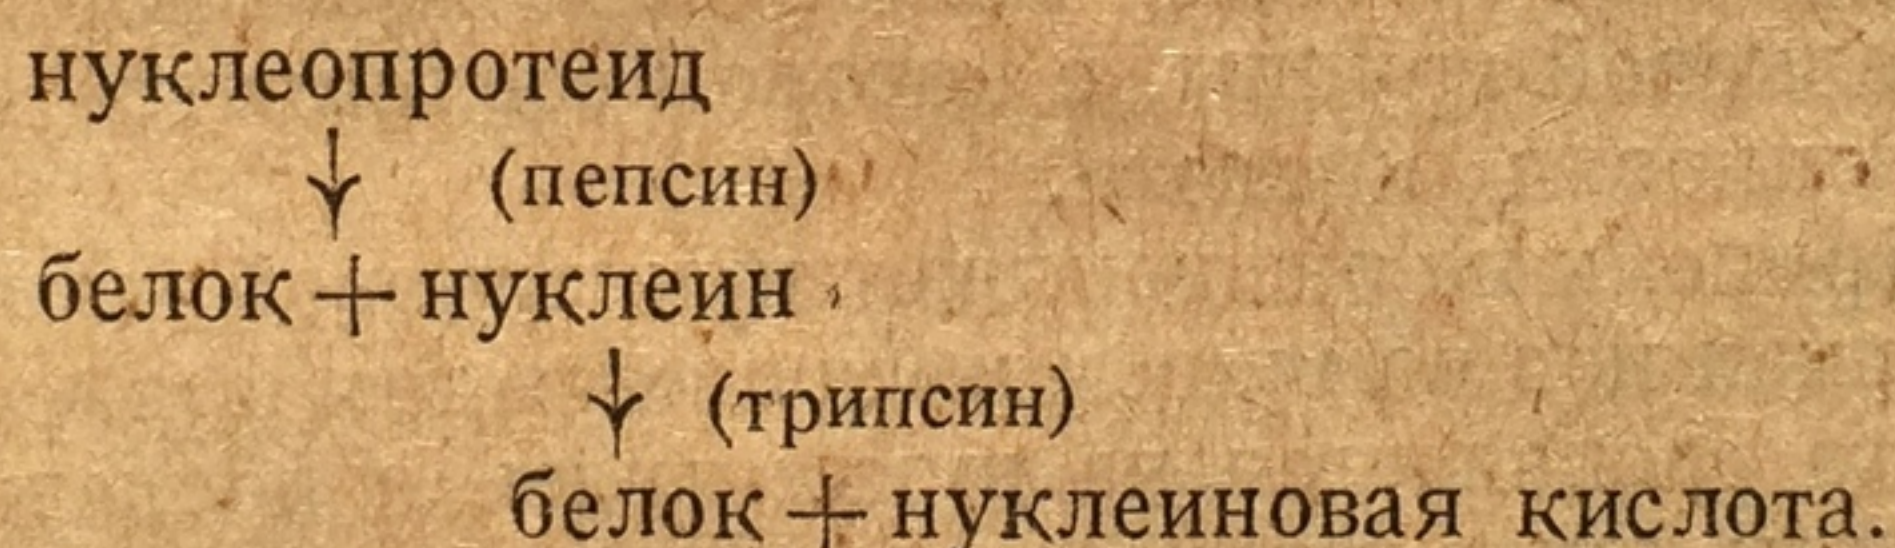 нуклеопротеид
↓ (пепсин)
белок + нуклеин
↓ (трипсин)
белок + нуклеиновая кислота.